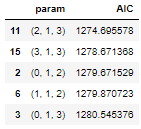 param AIC
11 (2, 1, 3) 1274.695578
15 (3, 1, 3) 1278.671368
2 (0, 1, 2) 1279.671529
6 (1, 1, 2) 1279.870723
3 (0, 1, 3) 1280.545376